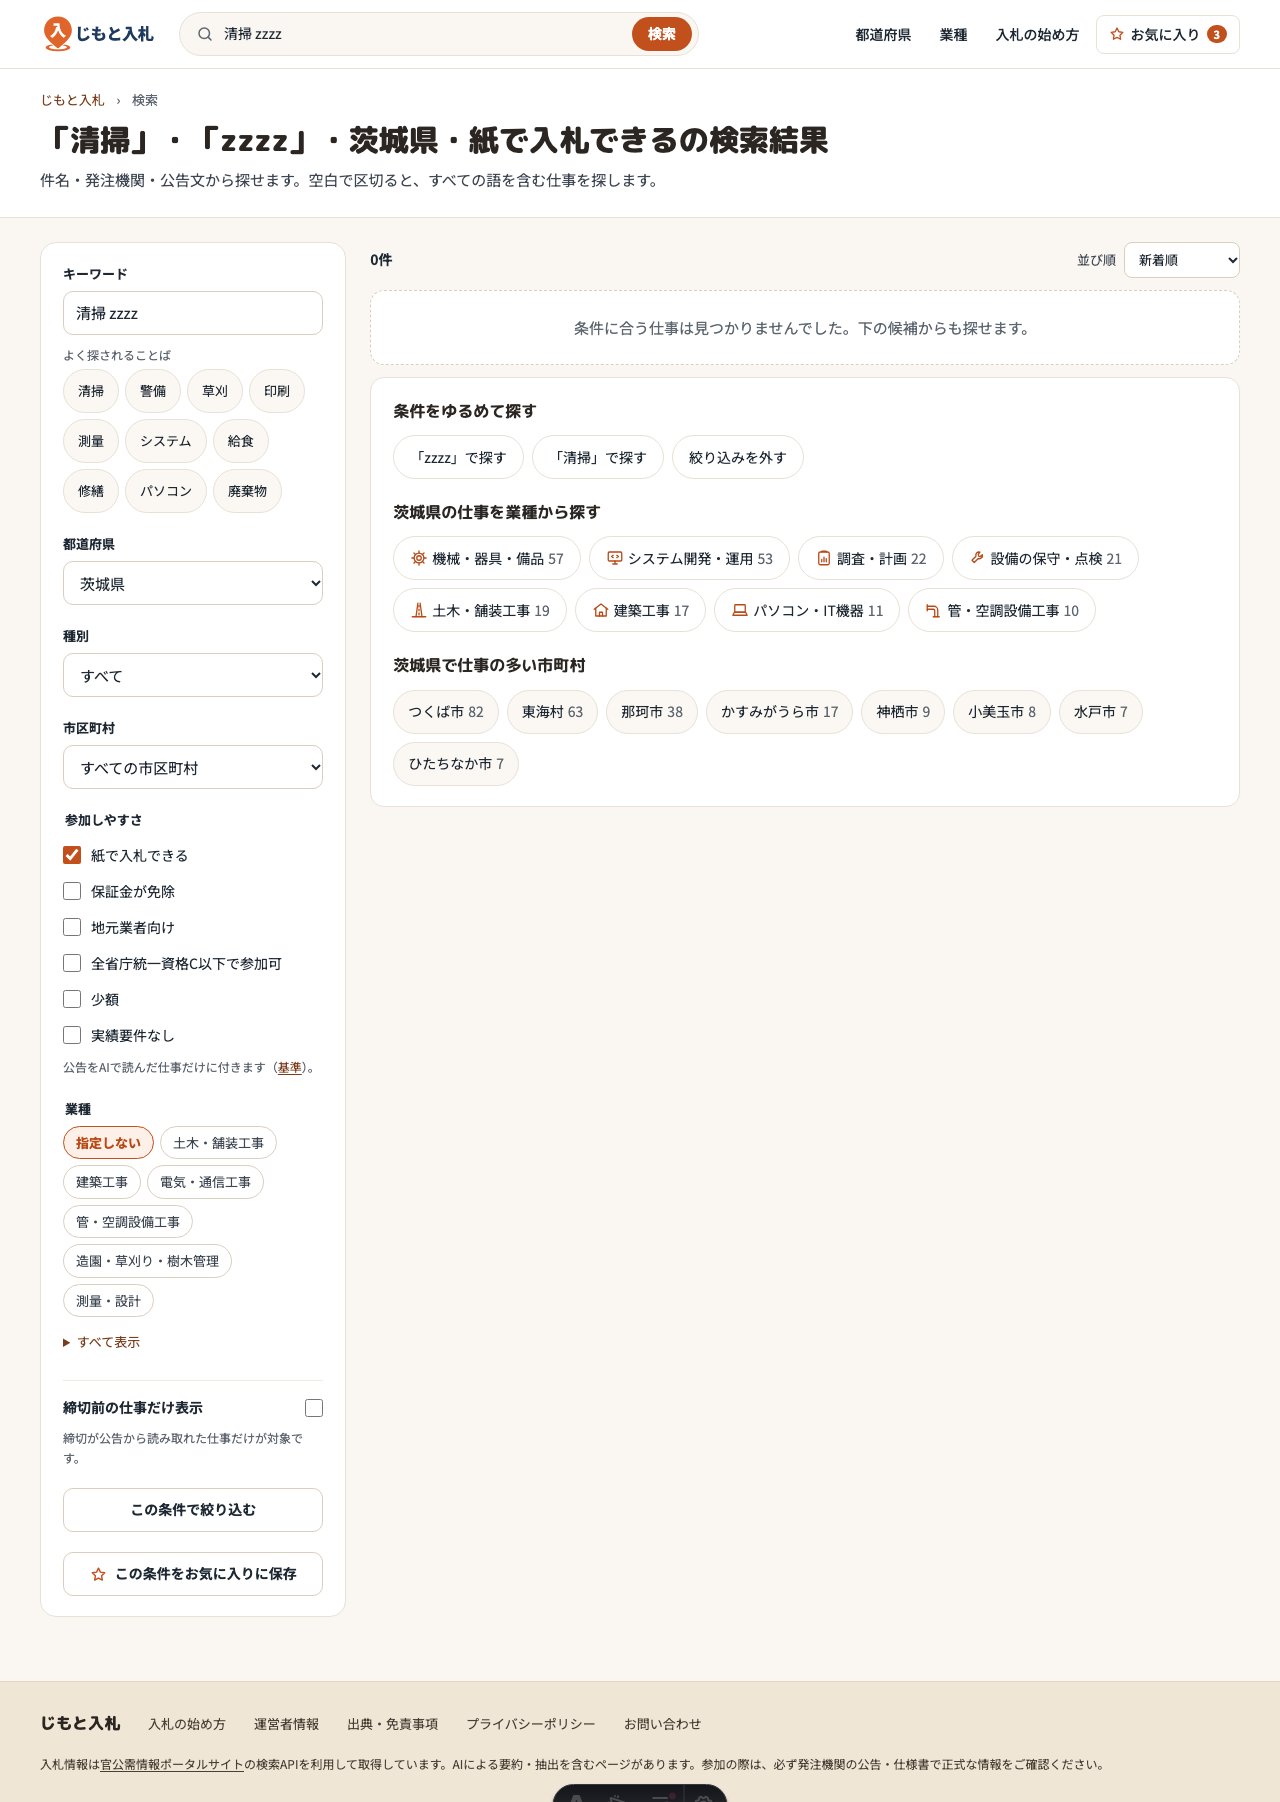 入 じもと入札
清掃 zzzz
検索
都道府県 業種 入札の始め方 お気に入り 3
じもと入札 › 検索
「清掃」・「zzzz」・茨城県・紙で入札できるの検索結果
件名・発注機関・公告文から探せます。空白で区切ると、すべての語を含む仕事を探します。
キーワード
清掃 zzzz
よく探されることば
清掃 警備 草刈 印刷
測量 システム 給食
修繕 パソコン 廃棄物
都道府県
茨城県
種別
すべて
市区町村
すべての市区町村
参加しやすさ
紙で入札できる
保証金が免除
地元業者向け
全省庁統一資格C以下で参加可
少額
実績要件なし
公告をAIで読んだ仕事だけに付きます（基準）。
業種
指定しない 土木・舗装工事
建築工事 電気・通信工事
管・空調設備工事
造園・草刈り・樹木管理
測量・設計
▶ すべて表示
締切前の仕事だけ表示
締切が公告から読み取れた仕事だけが対象で
す。
この条件で絞り込む
この条件をお気に入りに保存
0件
並び順 新着順
条件に合う仕事は見つかりませんでした。下の候補からも探せます。
条件をゆるめて探す
「zzzz」で探す 「清掃」で探す 絞り込みを外す
茨城県の仕事を業種から探す
機械・器具・備品 57 システム開発・運用 53 調査・計画 22 設備の保守・点検 21
土木・舗装工事 19 建築工事 17 パソコン・IT機器 11 管・空調設備工事 10
茨城県で仕事の多い市町村
つくば市 82 東海村 63 那珂市 38 かすみがうら市 17 神栖市 9 小美玉市 8 水戸市 7
ひたちなか市 7
じもと入札 入札の始め方 運営者情報 出典・免責事項 プライバシーポリシー お問い合わせ
入札情報は官公需情報ポータルサイトの検索APIを利用して取得しています。AIによる要約・抽出を含むページがあります。参加の際は、必ず発注機関の公告・仕様書で正式な情報をご確認ください。